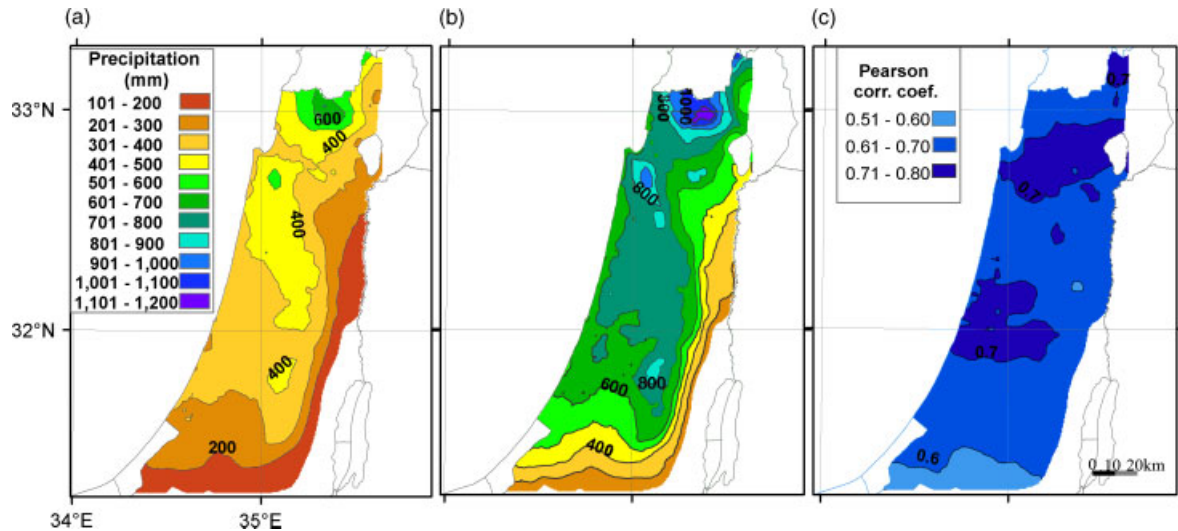 (a)
Precipitation
(mm)
101 - 200
201 - 300
301 - 400
401 - 500
501 - 600
601 - 700
701 - 800
801 - 900
901 - 1,000
1,001 - 1,100
1,101 - 1,200
33°N
32°N
34°E
35°E
600
400
400
400
200
(b)
1000
800
800
600
400
(c)
Pearson
corr. coef.
0.51 - 0.60
0.61 - 0.70
0.71 - 0.80
0.7
0.7
0.7
0.6
0 10 20km